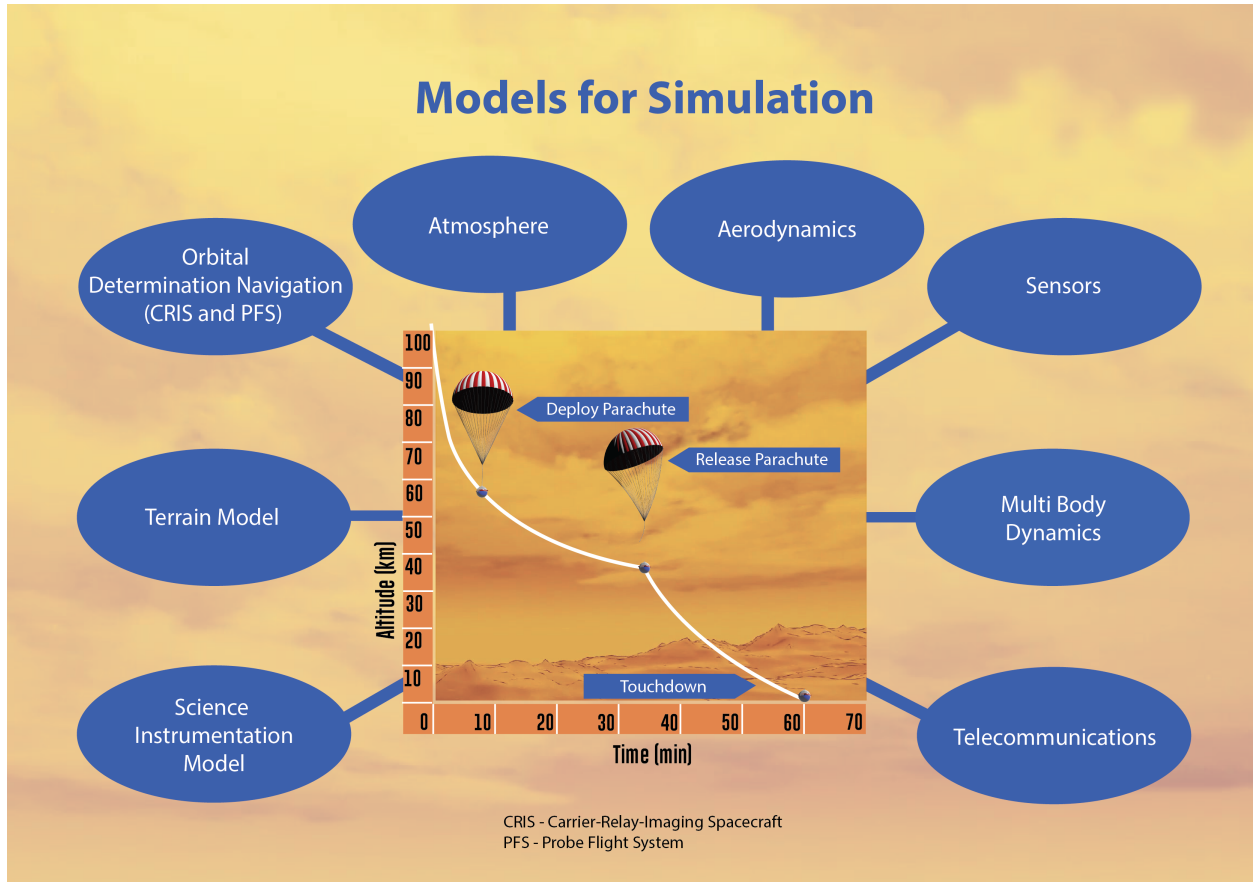 Models for Simulation
Atmosphere
Aerodynamics
Orbital
Determination Navigation
(CRIS and PFS)
Sensors
Terrain Model
Multi Body
Dynamics
Science
Instrumentation
Model
Telecommunications
Deploy Parachute
Release Parachute
Touchdown
Altitude (km)
100
90
80
70
60
50
40
30
20
10
0 10 20 30 40 50 60 70
Time (min)
CRIS - Carrier-Relay-Imaging Spacecraft
PFS - Probe Flight System